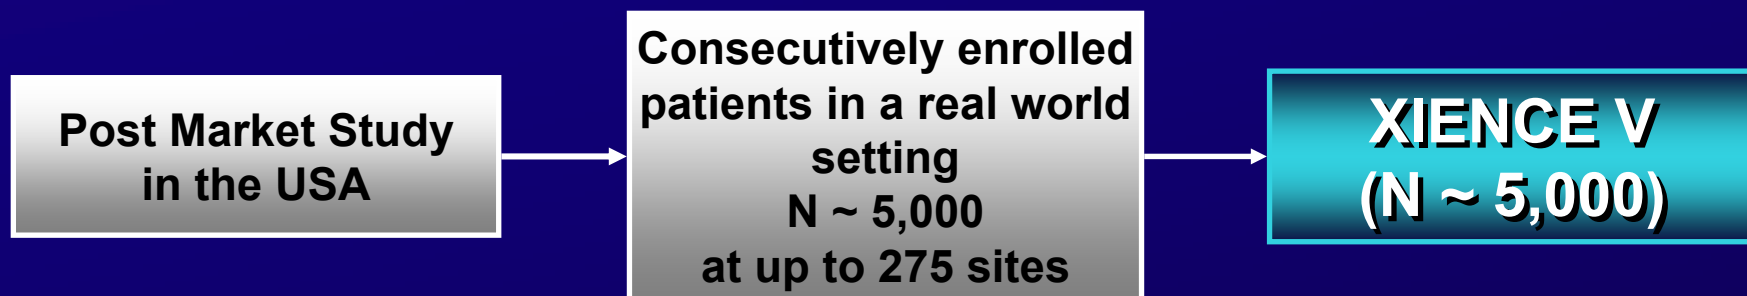 Post Market Study
in the USA
Consecutively enrolled
patients in a real world
setting
N ~ 5,000
at up to 275 sites
XIENCE V
(N ~ 5,000)